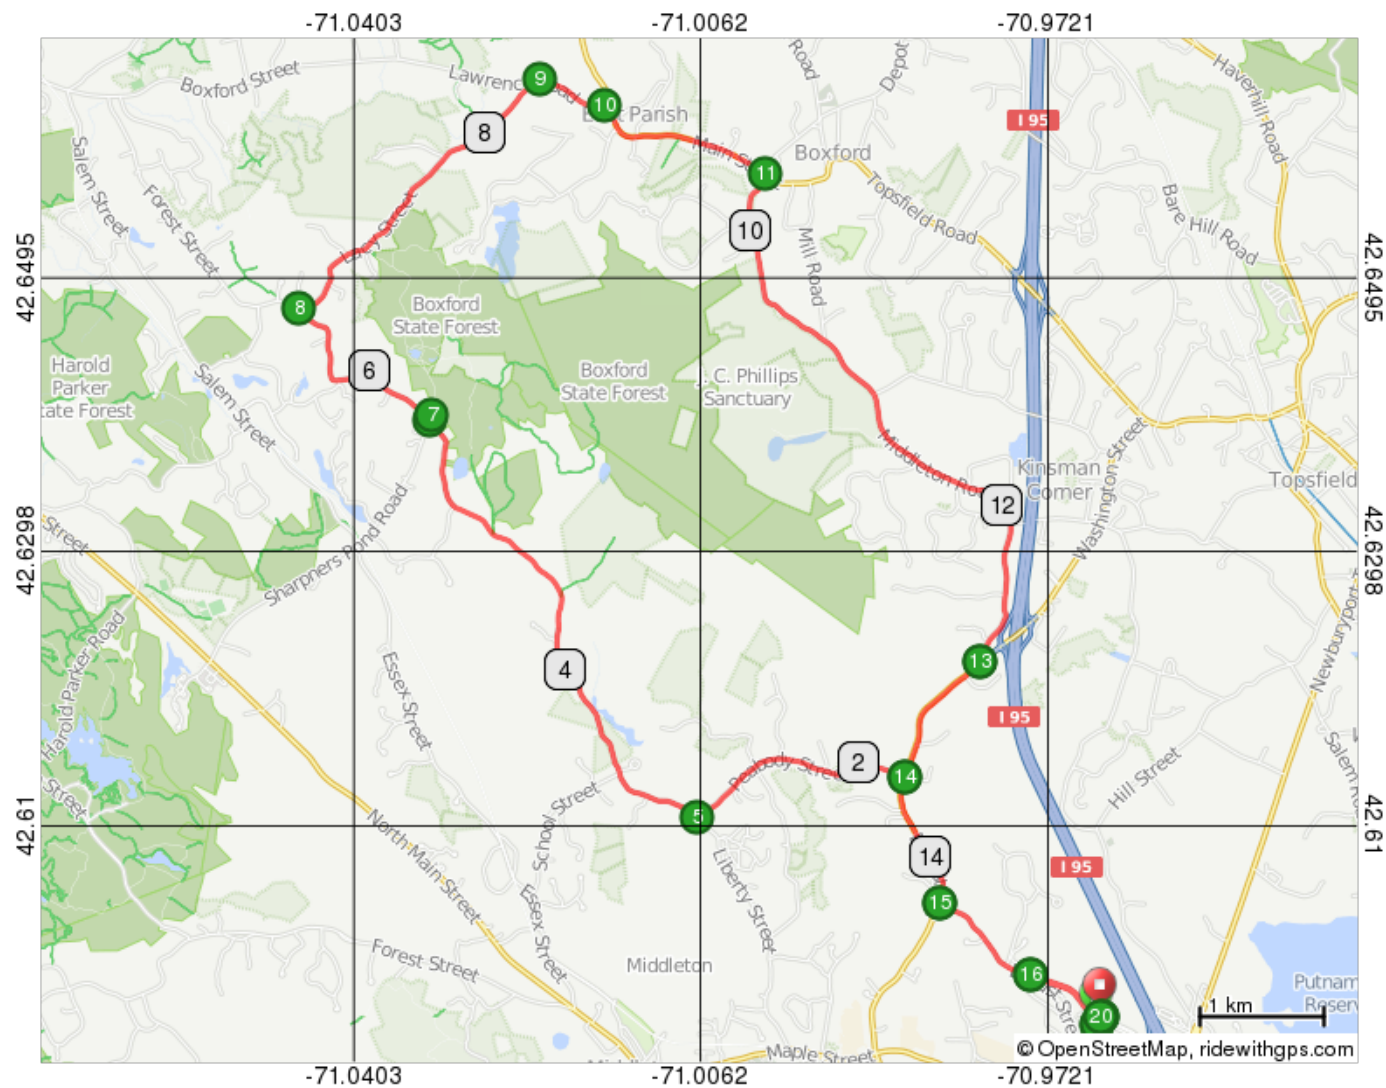 -71.0403
-71.0062
-70.9721
Boxford Street
Lawrence Road
9
10
Parish
8
Main St
11
Boxford
Road
Depot
I 95
Haverhill Road
Salem Street
Forest Street
Lacy Street
10
Mill Road
Topsfield Road
Bare Hill Road
42.6495
42.6495
8
Boxford
State Forest
Harold
Parker
State Forest
6
7
Boxford
State Forest
J. C. Phillips
Sanctuary
Salem Street
Middleton Ro
Kinsman
Corner
12
Washington Street
Topsfield
42.6298
42.6298
Street
Sharpners Pond Road
Harold Parker Road
Essex Street
4
13
I 95
Newburyport
Salem Ro
Hill Street
Peabody Stre
2
14
5
42.61
42.61
Street
North Main Street
School Street
Essex Street
Liberty Street
14
I 95
15
Forest Street
Middleton
16
st Stre
20
Putnam
Reserv
1 km
Maple Street
Middl
© OpenStreetMap, ridewithgps.com
-71.0403
-71.0062
-70.9721